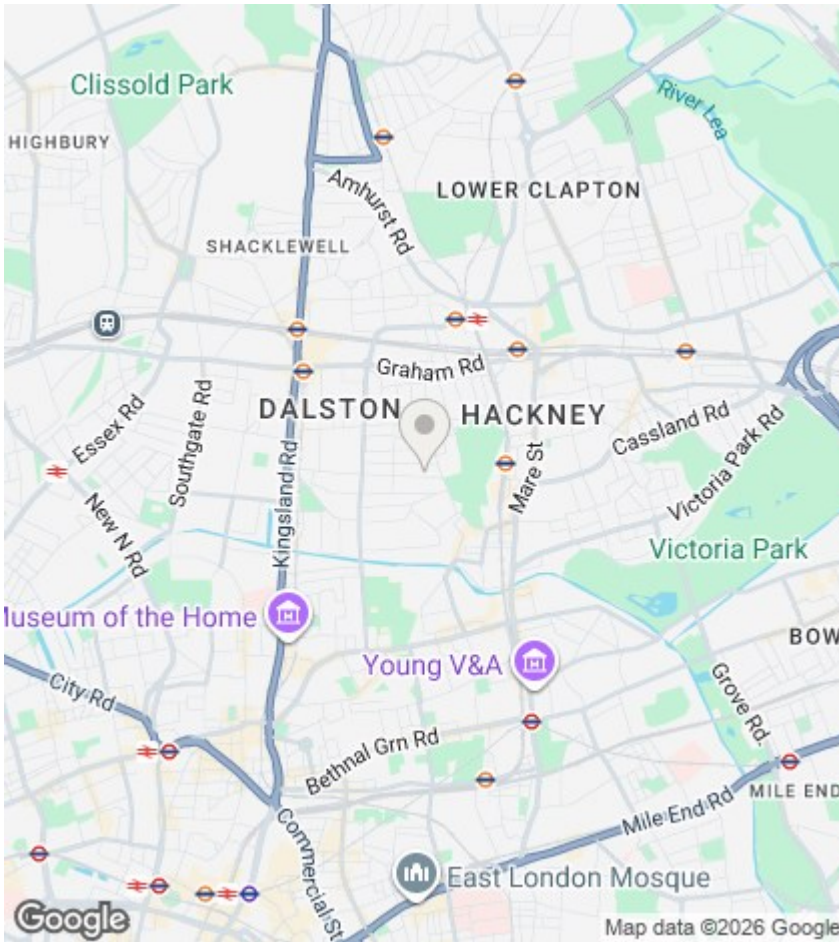 Clissold Park
River Lea
HIGHBURY
Amhurst Rd
LOWER CLAPTON
SHACKLEWELL
Graham Rd
DALSTON
HACKNEY
Cassland Rd
Essex Rd
Southgate Rd
Mare St
Victoria Park Rd
Kingsland Rd
New N Rd
Victoria Park
Museum of the Home
Young V&A
BOW
City Rd
Grove Rd.
Bethnal Grn Rd
Mile End Rd
MILE END
Commercial St
East London Mosque
Google
Map data ©2026 Google